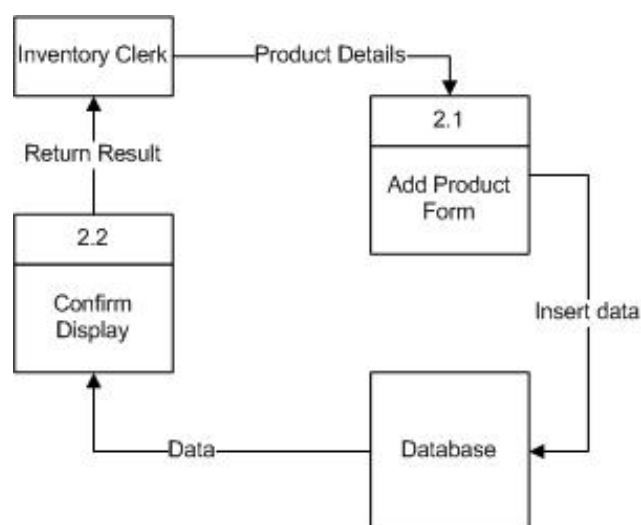 Inventory Clerk
Product Details
2.1
Add Product
Form
Return Result
2.2
Confirm
Display
Insert data
Data
Database